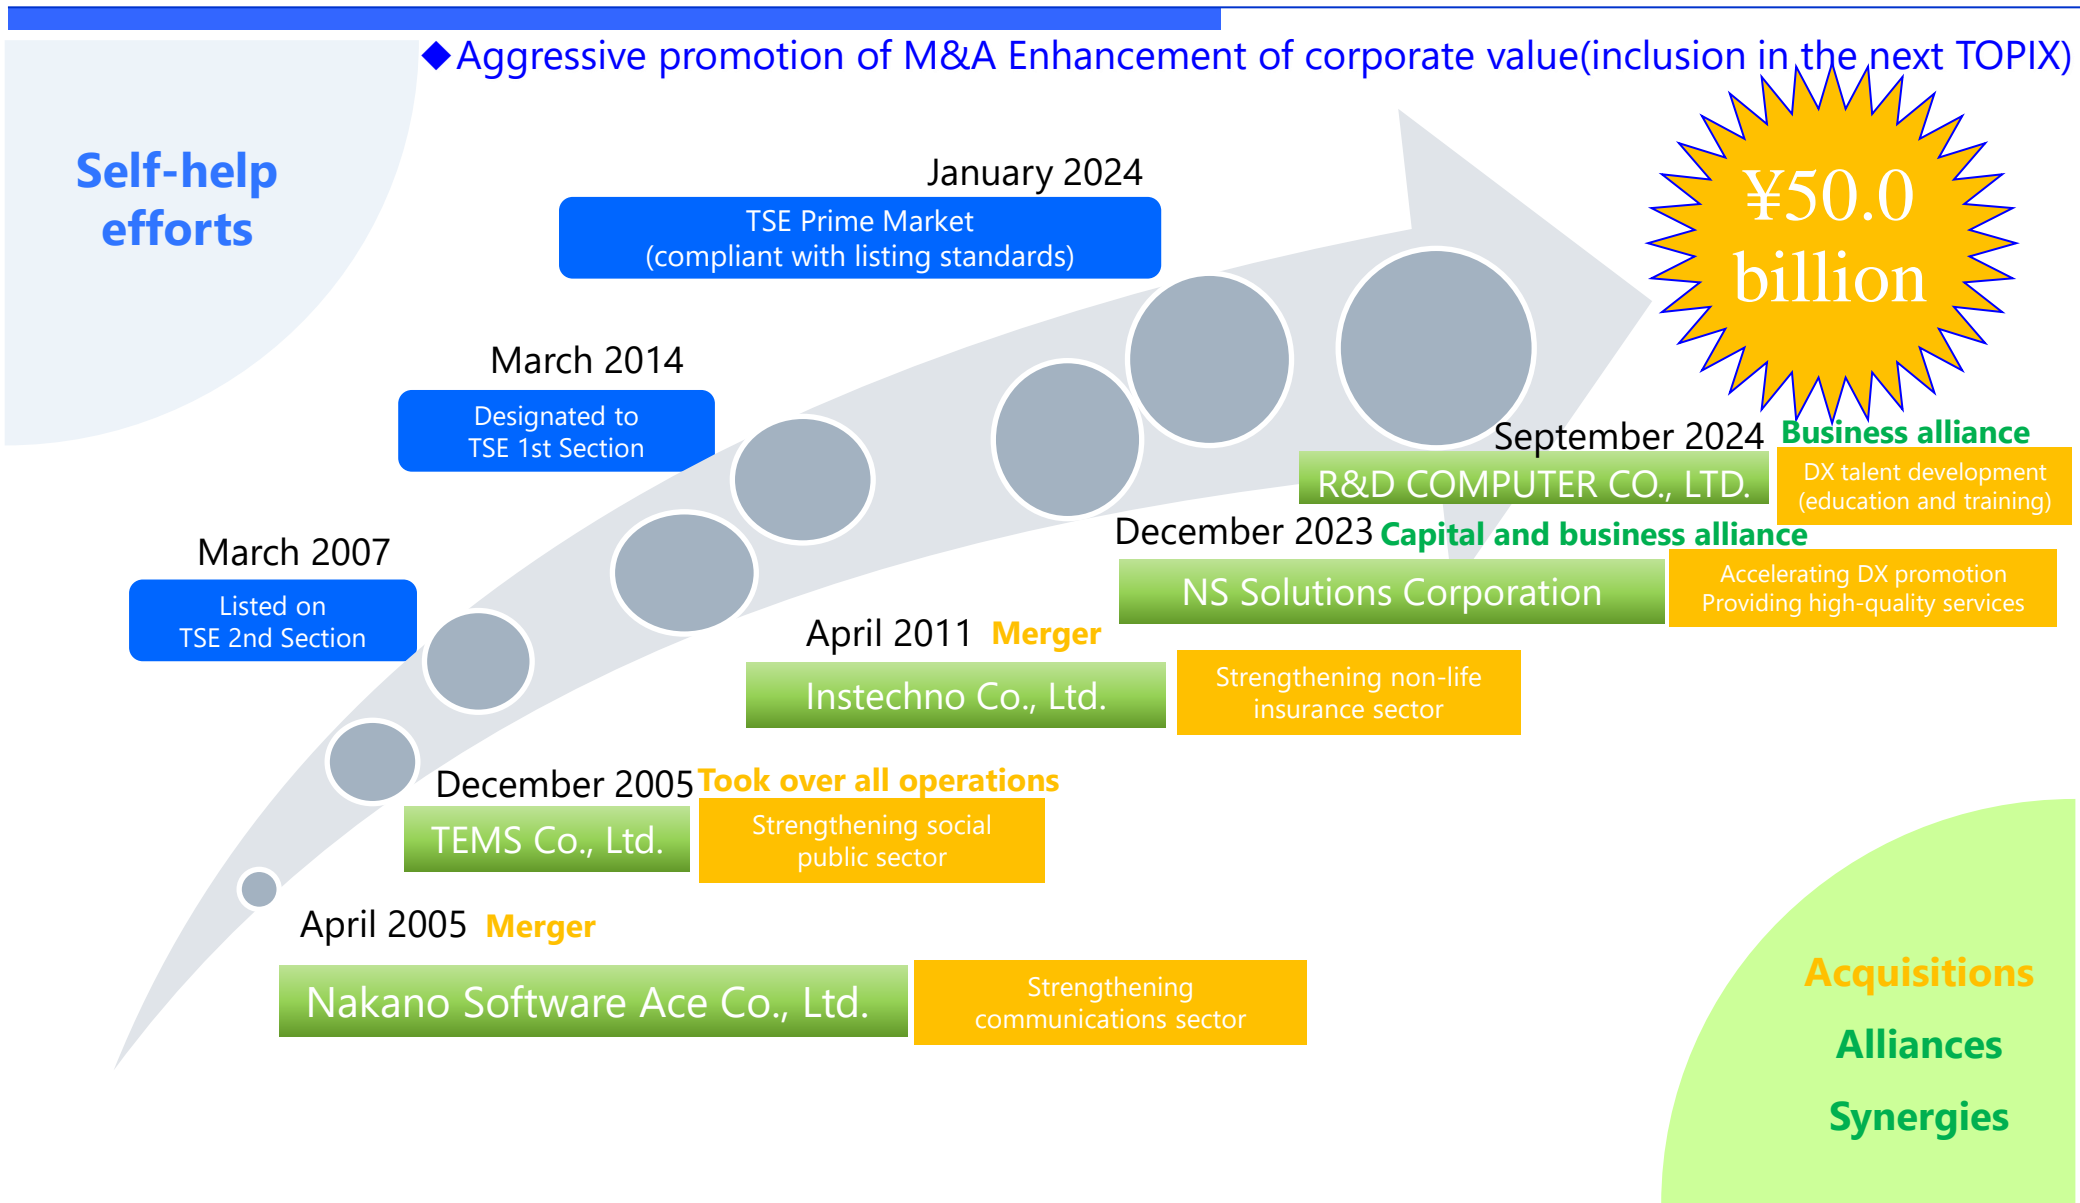 ◆Aggressive promotion of M&A Enhancement of corporate value(inclusion in the next TOPIX)
Self-help
efforts
¥50.0
billion
January 2024
TSE Prime Market
(compliant with listing standards)
March 2014
Designated to
TSE 1st Section
March 2007
Listed on
TSE 2nd Section
September 2024 Business alliance
R&D COMPUTER CO., LTD.
DX talent development
(education and training)
December 2023 Capital and business alliance
NS Solutions Corporation
Accelerating DX promotion
Providing high-quality services
April 2011 Merger
Instechno Co., Ltd.
Strengthening non-life
insurance sector
December 2005 Took over all operations
TEMS Co., Ltd.
Strengthening social
public sector
April 2005 Merger
Nakano Software Ace Co., Ltd.
Strengthening
communications sector
Acquisitions
Alliances
Synergies